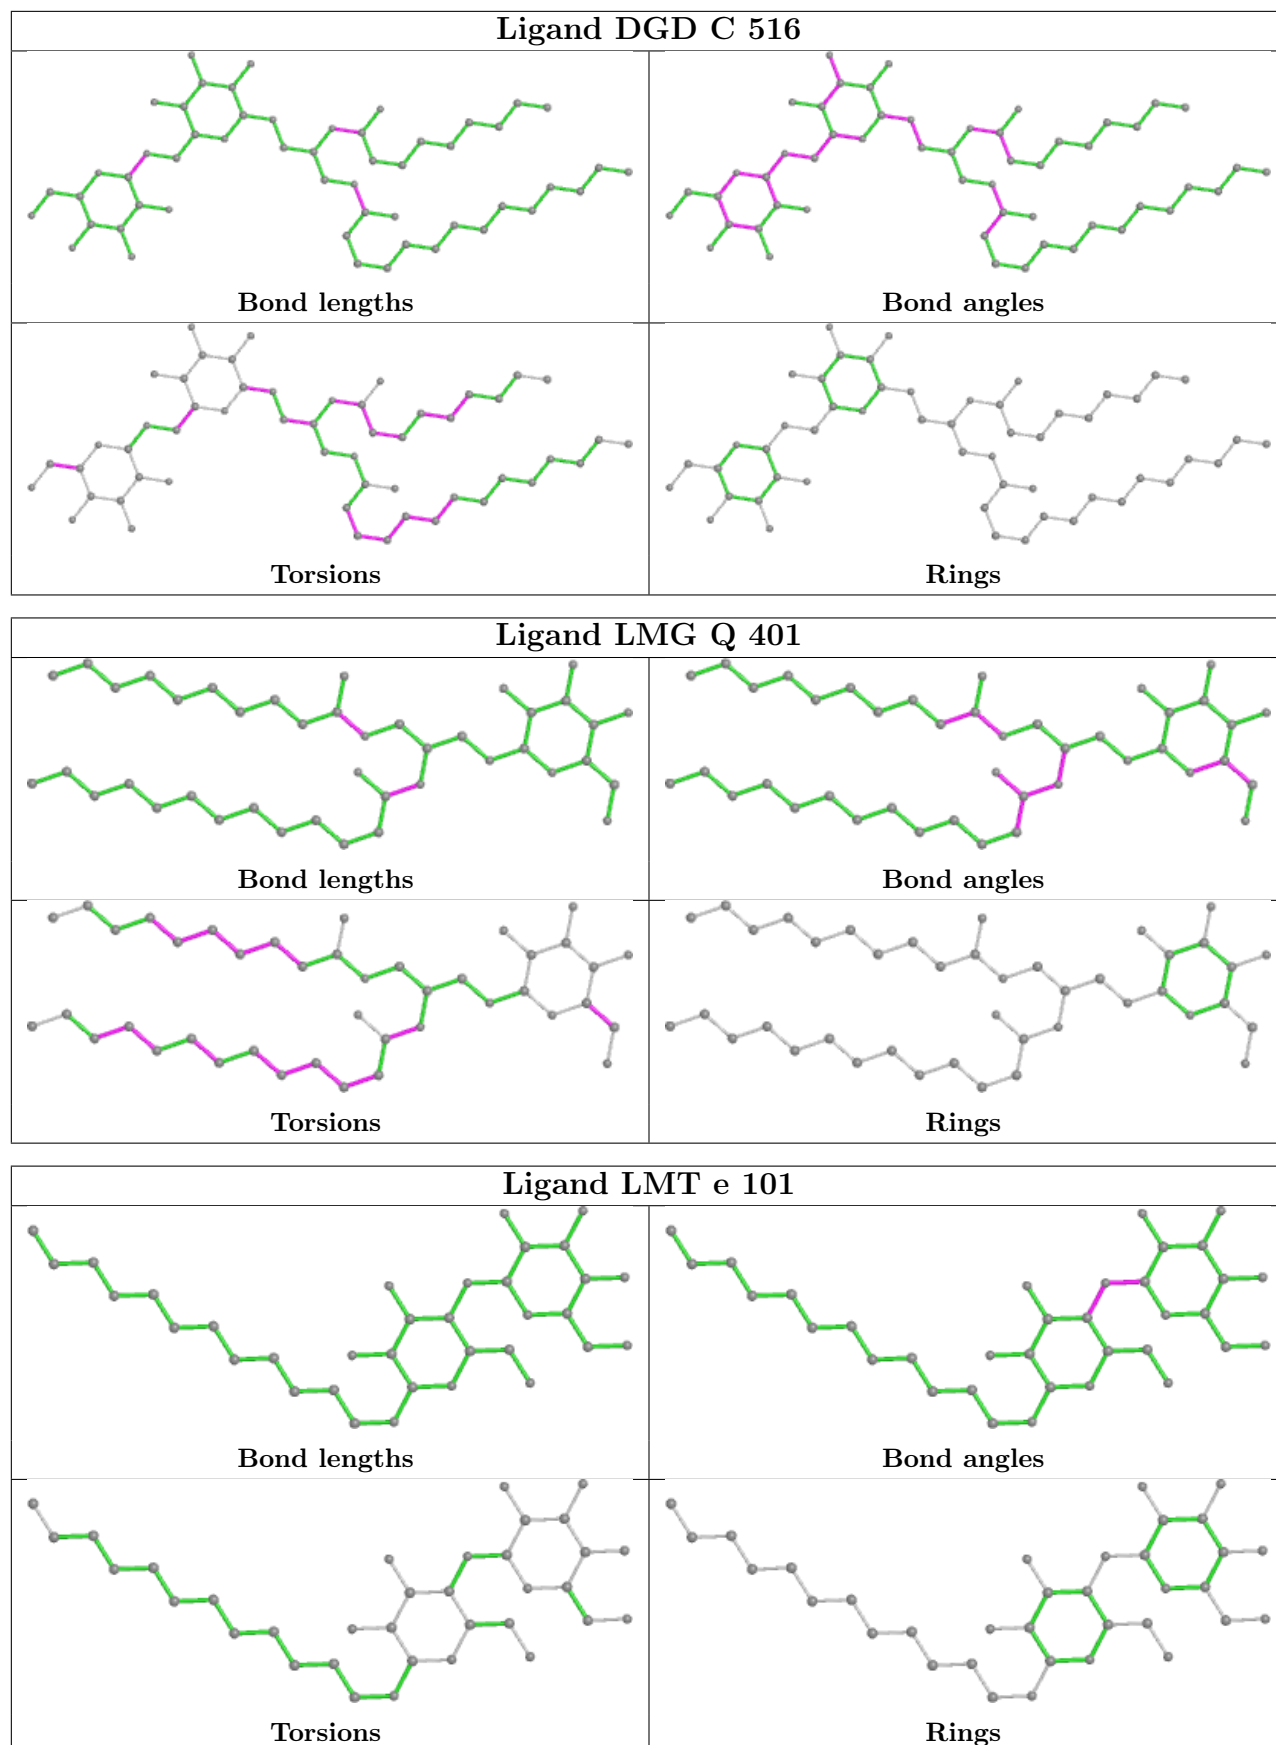 Ligand DGD C 516
Bond lengths
Bond angles
Torsions
Rings
Ligand LMG Q 401
Bond lengths
Bond angles
Torsions
Rings
Ligand LMT e 101
Bond lengths
Bond angles
Torsions
Rings